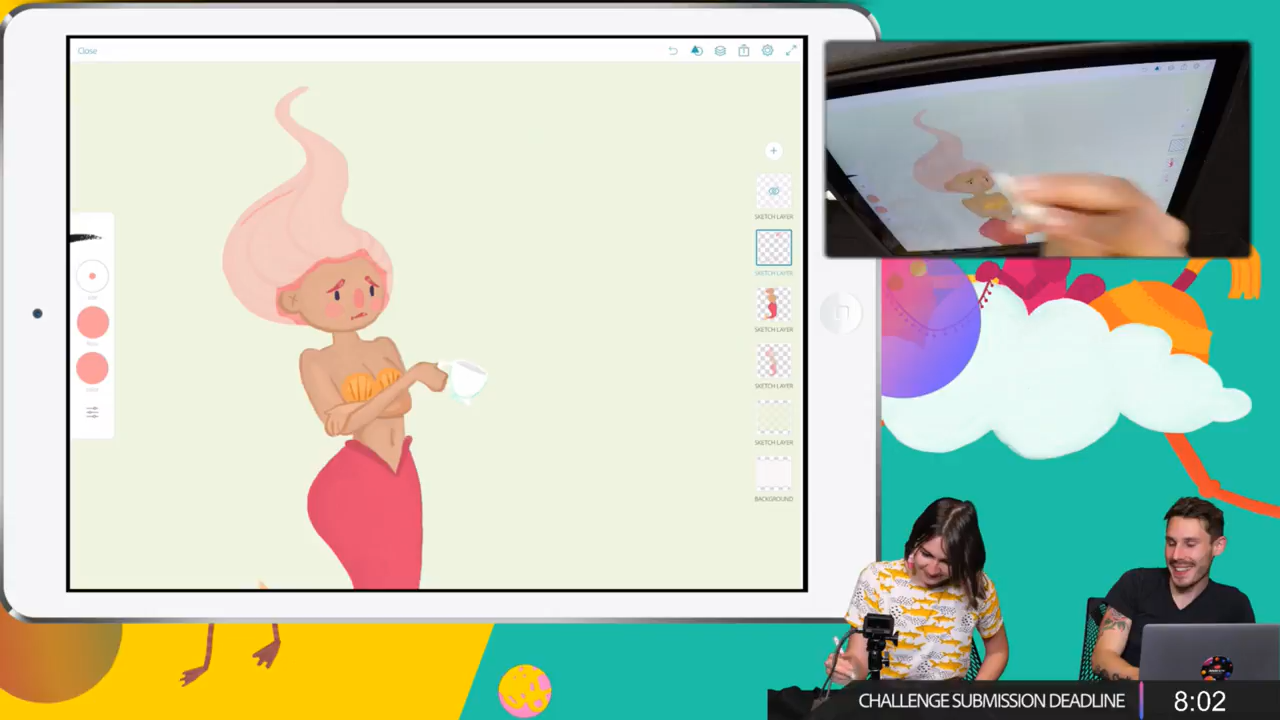 Close
SKETCH LAYER
SKETCH LAYER
SKETCH LAYER
SKETCH LAYER
SKETCH LAYER
BACKGROUND
CHALLENGE SUBMISSION DEADLINE
8:02